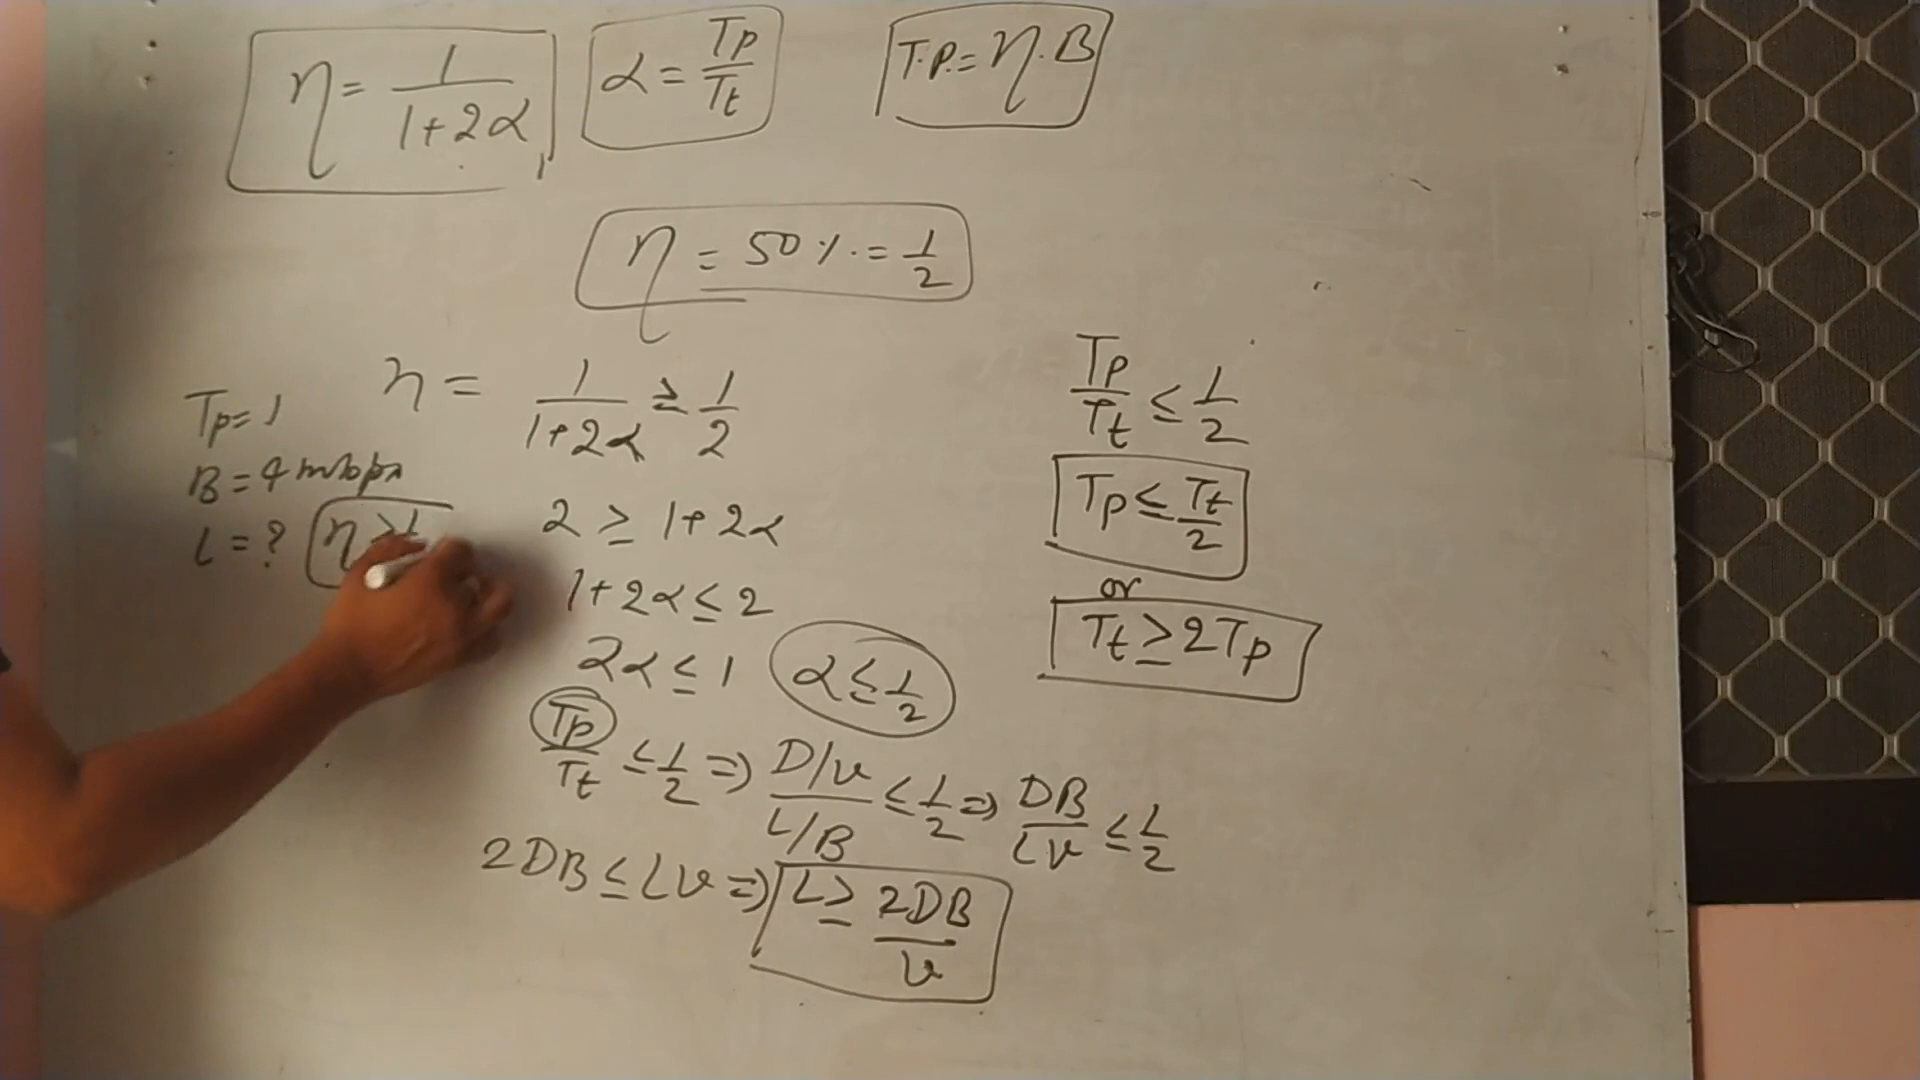 η = 1/(1+2α)
α = Tp/Tt
T.P. = η.B
η = 50 % = 1/2
Tp = 1
B = 4 mbps
L = ?
η ≥ 1
η = 1/(1+2α) ≥ 1/2
2 ≥ 1+2α
1+2α ≤ 2
2α ≤ 1
α ≤ 1/2
Tp/Tt ≤ 1/2 => (D/v)/(L/B) ≤ 1/2 => DB/Lv ≤ L/2
2DB ≤ Lv => L ≥ 2DB/v
Tp/Tt ≤ 1/2
Tp ≤ Tt/2
or
Tt ≥ 2Tp